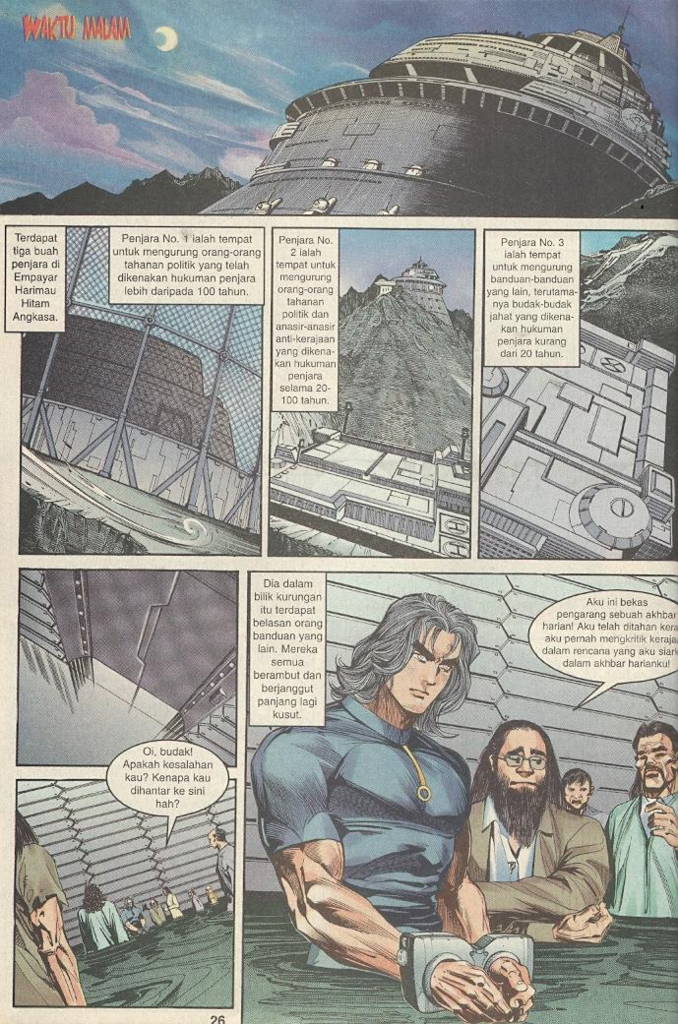 WAKTU MALAM
Terdapat
tiga buah
penjara di
Empayar
Harimau
Hitam
Angkasa.
Penjara No. 1 ialah tempat
untuk mengurung orang-orang
tahanan politik yang telah
dikenakan hukuman penjara
lebih daripada 100 tahun.
Penjara No.
2 ialah
tempat untuk
mengurung
orang-orang
tahanan
politik dan
anasir-anasir
anti-kerajaan
yang dikena-
kan hukuman
penjara
selama 20-
100 tahun.
Penjara No. 3
ialah tempat
untuk mengurung
banduan-banduan
yang lain, terutama-
nya budak-budak
jahat yang dikena-
kan hukuman
penjara kurang
dari 20 tahun.
Oi, budak!
Apakah kesalahan
kau? Kenapa kau
dihantar ke sini
hah?
Dia dalam
bilik kurungan
itu terdapat
belasan orang
banduan yang
lain. Mereka
semua
berambut dan
berjanggut
panjang lagi
kusut.
Aku ini bekas
pengarang sebuah akhbar
harian! Aku telah ditahan kera
aku pernah mengkritik keraja
dalam rencana yang aku siark
dalam akhbar harianku!
26